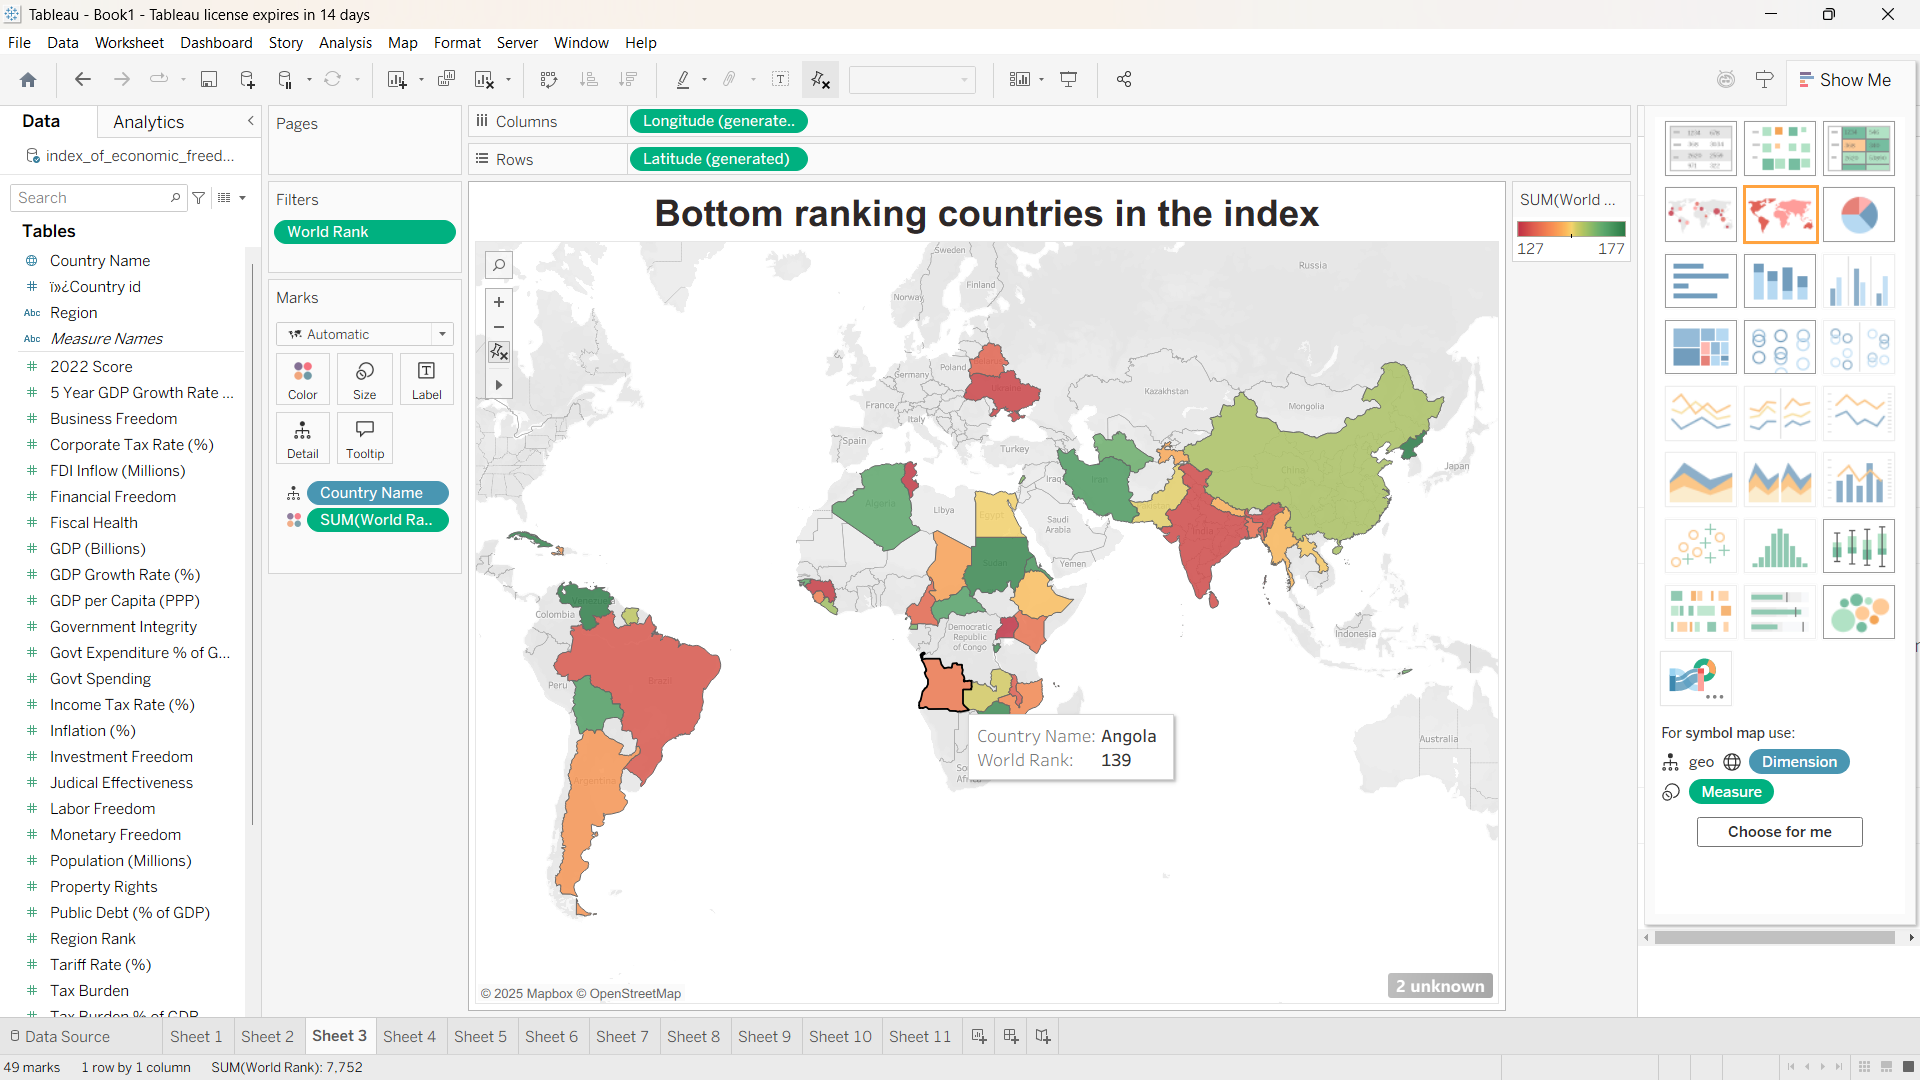 Tableau - Book1 - Tableau license expires in 14 days
File Data Worksheet Dashboard Story Analysis Map Format Server Window Help
Show Me
Data Analytics
index_of_economic_freed...
Search
Tables
Country Name
ï»¿Country id
Abc Region
Abc Measure Names
2022 Score
5 Year GDP Growth Rate ...
Business Freedom
Corporate Tax Rate (%)
FDI Inflow (Millions)
Financial Freedom
Fiscal Health
GDP (Billions)
GDP Growth Rate (%)
GDP per Capita (PPP)
Government Integrity
Govt Expenditure % of G...
Govt Spending
Income Tax Rate (%)
Inflation (%)
Investment Freedom
Judical Effectiveness
Labor Freedom
Monetary Freedom
Population (Millions)
Property Rights
Public Debt (% of GDP)
Region Rank
Tariff Rate (%)
Tax Burden
Tax Burden % of GDP
Pages
Filters
World Rank
Marks
Automatic
Color Size Label
Detail Tooltip
Country Name
SUM(World Ra..
Columns Longitude (generate..
Rows Latitude (generated)
Bottom ranking countries in the index
Sweden
Russia
Finland
Norway
Poland
Germany
Ukraine
France
Kazakhstan
Mongolia
Italy
Spain
Turkey
China
Japan
Iraq
Iran
Algeria
Libya
Egypt
Saudi
Arabia
India
Sudan
Yemen
Venezuela
Colombia
Democratic
Republic
of Congo
Indonesia
Brazil
Peru
Australia
Argentina
So
Afri
Country Name: Angola
World Rank: 139
© 2025 Mapbox © OpenStreetMap
2 unknown
SUM(World ...
127 177
For symbol map use:
geo Dimension
Measure
Choose for me
Data Source Sheet 1 Sheet 2 Sheet 3 Sheet 4 Sheet 5 Sheet 6 Sheet 7 Sheet 8 Sheet 9 Sheet 10 Sheet 11
49 marks 1 row by 1 column SUM(World Rank): 7,752